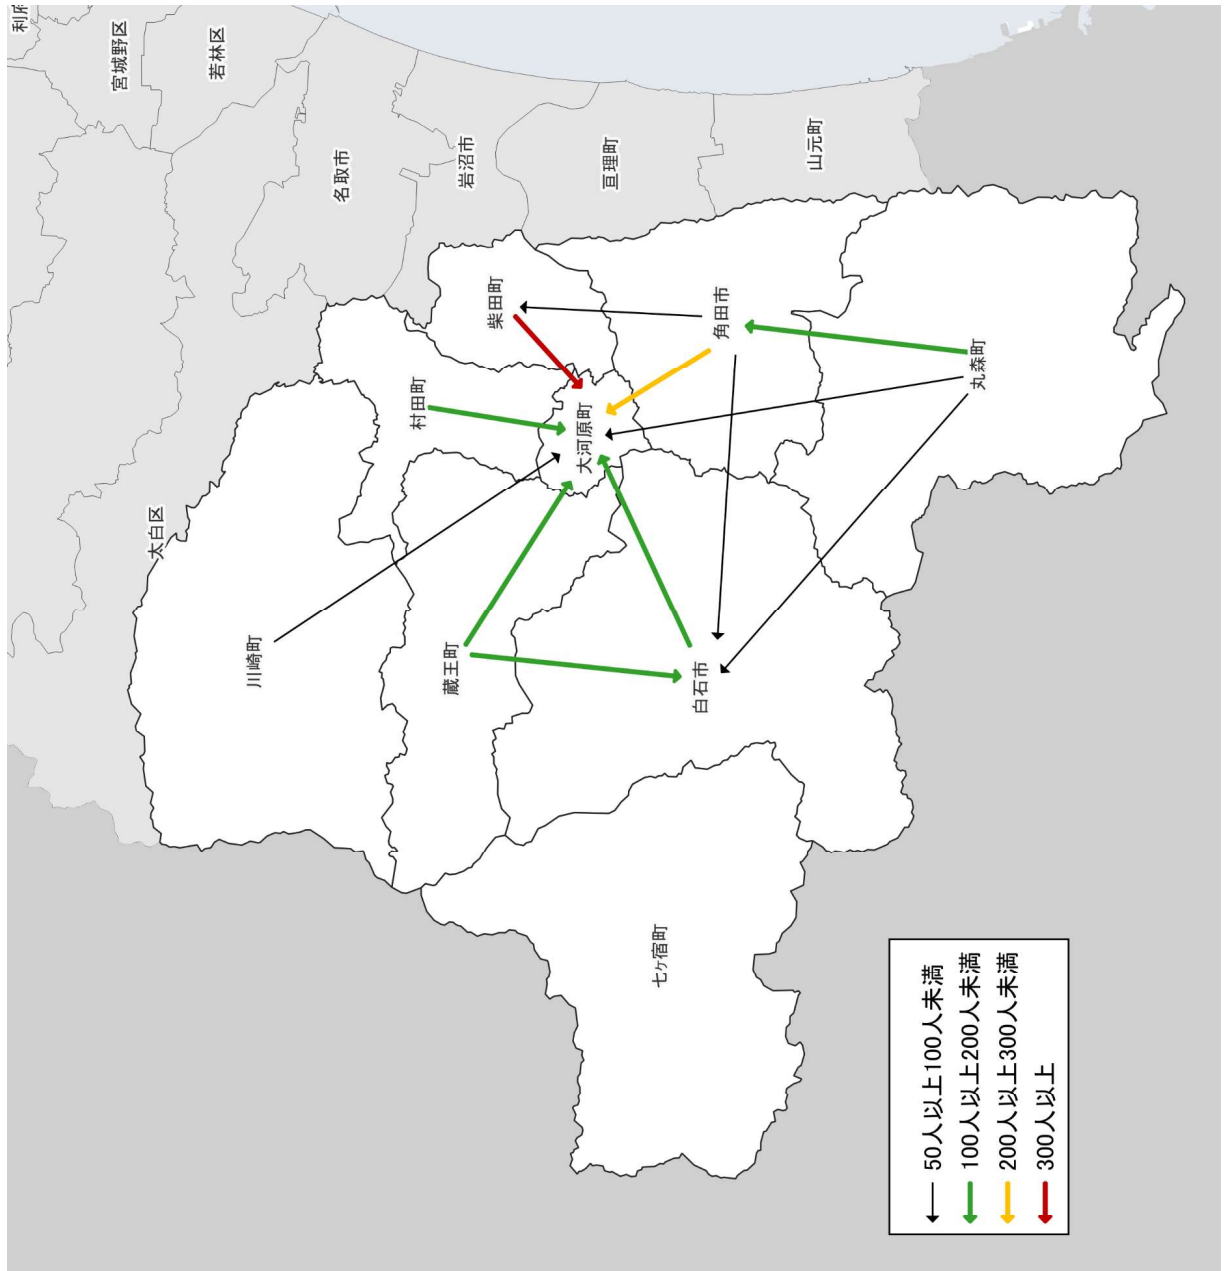 利府
宮城野区
太白区
若林区
川崎町
名取市
村田町
蔵王町
岩沼市
柴田町
大河原町
亘理町
七ヶ宿町
白石市
角田市
山元町
丸森町
50人以上100人未満
100人以上200人未満
200人以上300人未満
300人以上